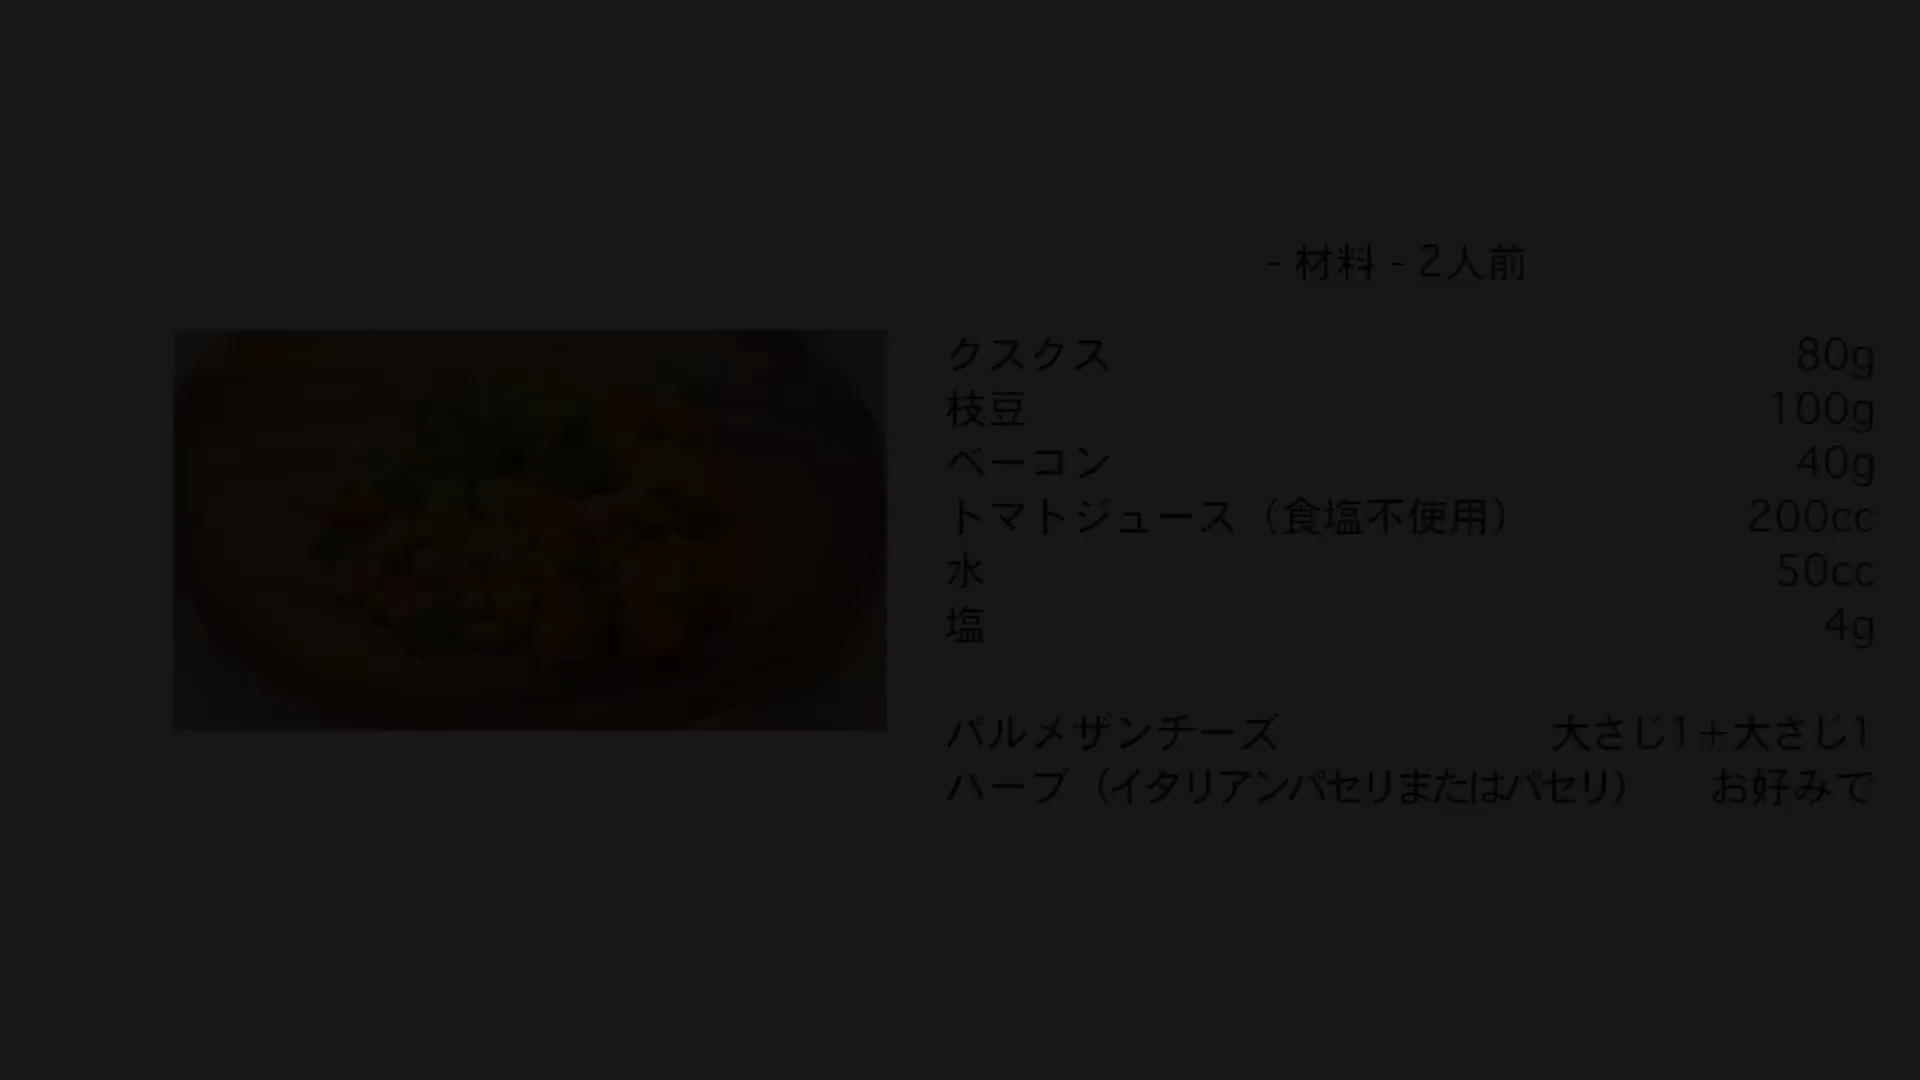 - 材料 - 2人前
クスクス 80g
枝豆 100g
ベーコン 40g
トマトジュース（食塩不使用） 200cc
水 50cc
塩 4g
パルメザンチーズ 大さじ1＋大さじ1
ハーブ（イタリアンパセリまたはパセリ） お好みで